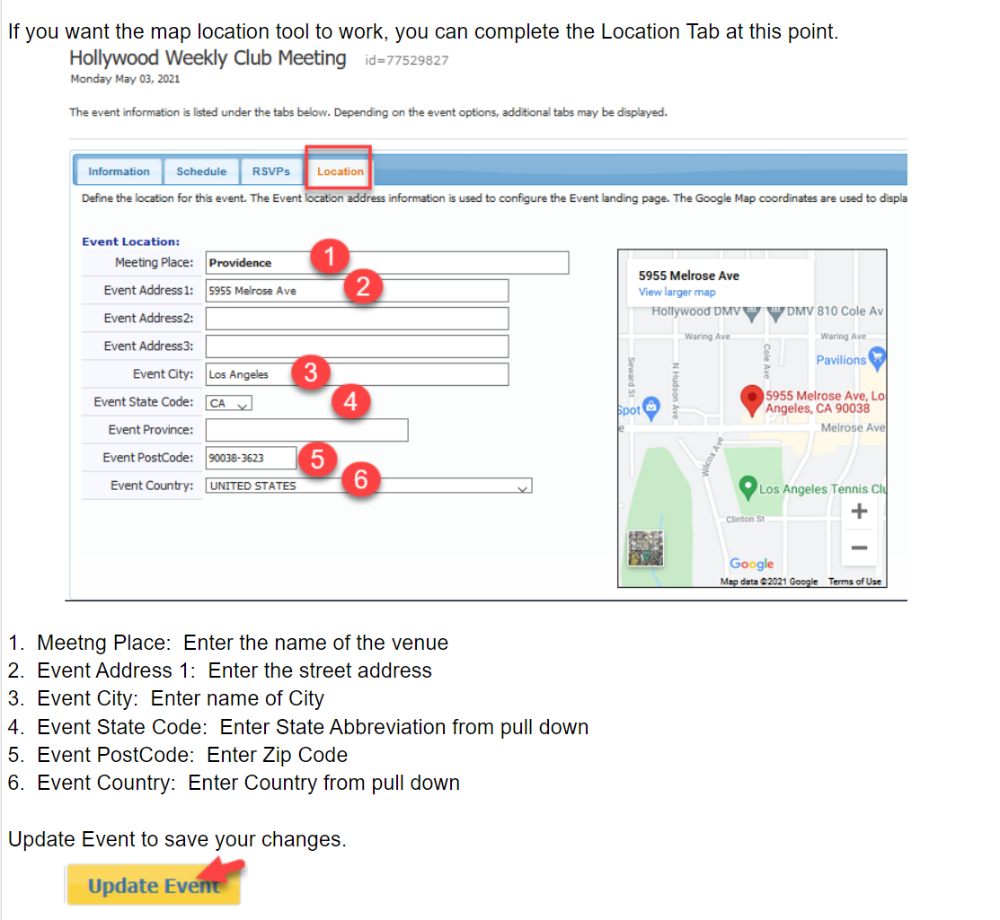 If you want the map location tool to work, you can complete the Location Tab at this point.
Hollywood Weekly Club Meeting id=77529827
Monday May 03, 2021
The event information is listed under the tabs below. Depending on the event options, additional tabs may be displayed.
Information Schedule RSVPs Location
Define the location for this event. The Event location address information is used to configure the Event landing page. The Google Map coordinates are used to displa
Event Location:
Meeting Place: Providence 1
Event Address1: 5955 Melrose Ave 2
Event Address2:
Event Address3:
Event City: Los Angeles 3
Event State Code: CA 4
Event Province:
Event PostCode: 90038-3623 5
Event Country: UNITED STATES 6
5955 Melrose Ave
View larger map
Hollywood DMV DMV 810 Cole Av
Waring Ave Waring Ave
Seward St
N Hudson Ave
Cole Ave
Pavilions
Spot
5955 Melrose Ave, Lo
Angeles, CA 90038
e
Melrose Ave
Wilcox Ave
Los Angeles Tennis Clu
Clinton St
+
−
Google
Map data ©2021 Google Terms of Use
1. Meetng Place: Enter the name of the venue
2. Event Address 1: Enter the street address
3. Event City: Enter name of City
4. Event State Code: Enter State Abbreviation from pull down
5. Event PostCode: Enter Zip Code
6. Event Country: Enter Country from pull down
Update Event to save your changes.
Update Event